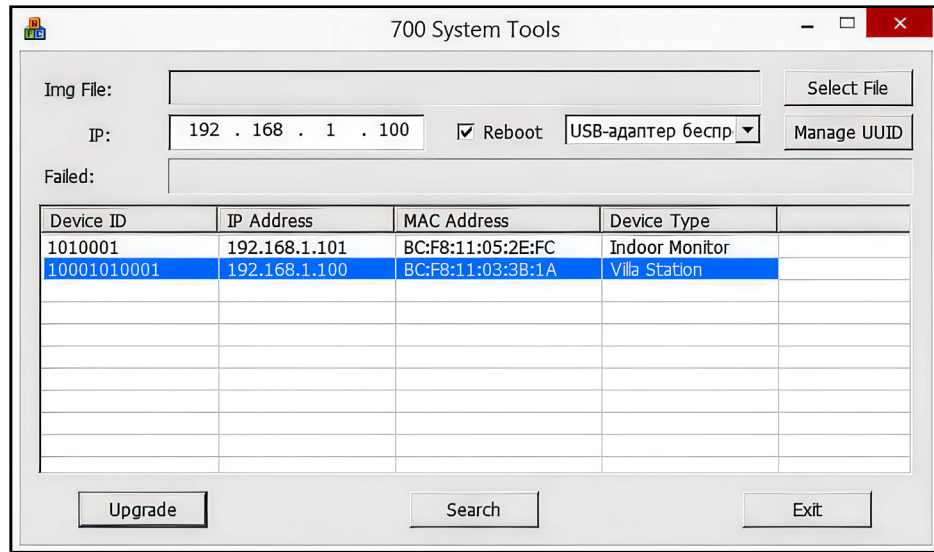 NFC
700 System Tools
Img File: Select File
IP: 192 . 168 . 1 . 100 Reboot USB-адаптер беспр Manage UUID
Failed:
Device ID IP Address MAC Address Device Type
1010001 192.168.1.101 BC:F8:11:05:2E:FC Indoor Monitor
10001010001 192.168.1.100 BC:F8:11:03:3B:1A Villa Station
Upgrade Search Exit